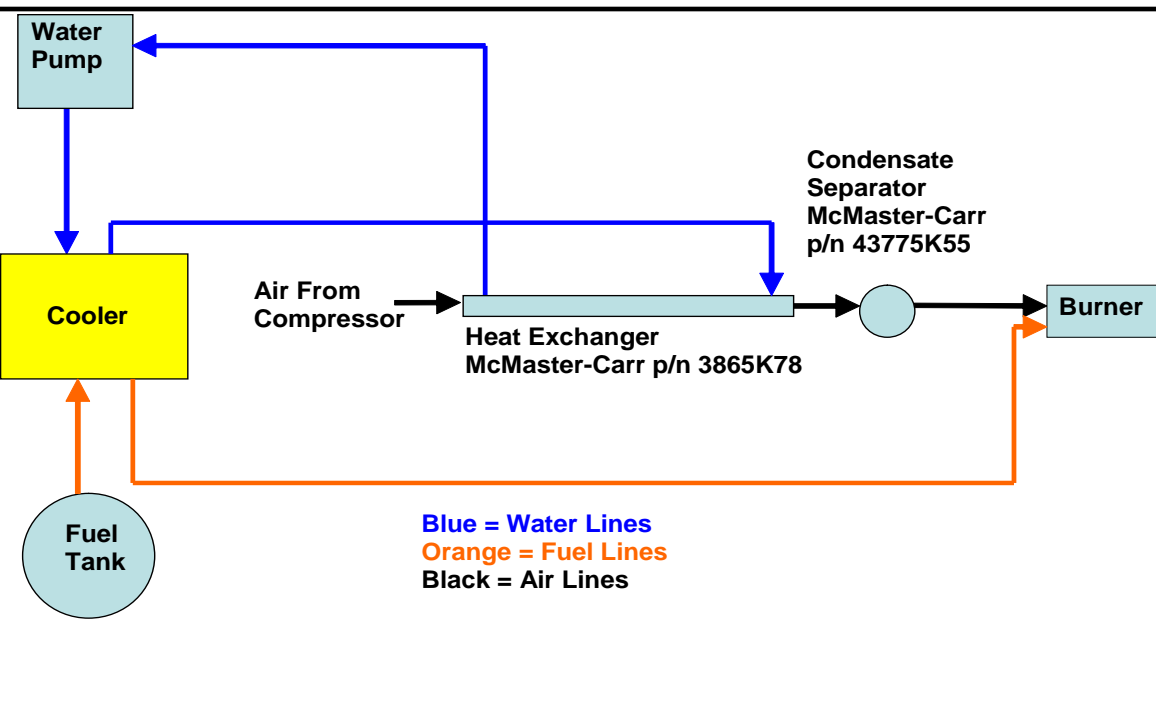 Water
Pump
Condensate
Separator
McMaster-Carr
p/n 43775K55
Cooler
Air From
Compressor
Burner
Heat Exchanger
McMaster-Carr p/n 3865K78
Fuel
Tank
Blue = Water Lines
Orange = Fuel Lines
Black = Air Lines